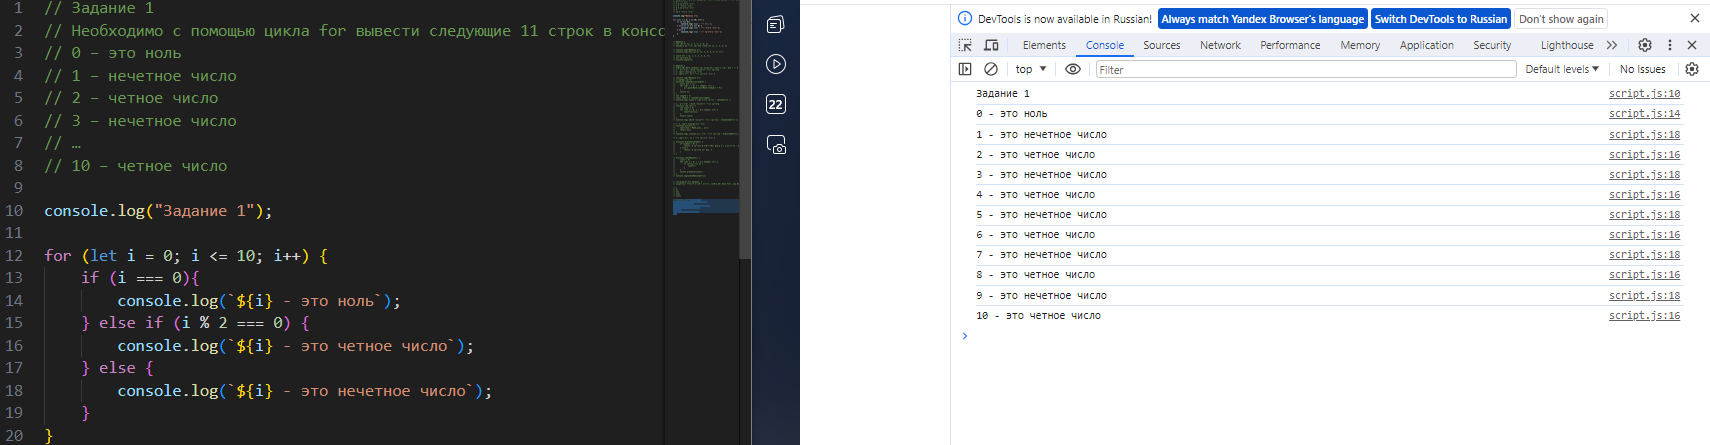 1 // Задание 1
2 // Необходимо с помощью цикла for вывести следующие 11 строк в конс
3 // 0 – это ноль
4 // 1 – нечетное число
5 // 2 – четное число
6 // 3 – нечетное число
7 // …
8 // 10 – четное число
9
10 console.log("Задание 1");
11
12 for (let i = 0; i <= 10; i++) {
13 if (i === 0){
14 console.log(`${i} - это ноль`);
15 } else if (i % 2 === 0) {
16 console.log(`${i} - это четное число`);
17 } else {
18 console.log(`${i} - это нечетное число`);
19 }
20 }
22
DevTools is now available in Russian! Always match Yandex Browser's language Switch DevTools to Russian Don't show again
Elements Console Sources Network Performance Memory Application Security Lighthouse
top Filter Default levels No Issues
Задание 1 script.js:10
0 - это ноль script.js:14
1 - это нечетное число script.js:18
2 - это четное число script.js:16
3 - это нечетное число script.js:18
4 - это четное число script.js:16
5 - это нечетное число script.js:18
6 - это четное число script.js:16
7 - это нечетное число script.js:18
8 - это четное число script.js:16
9 - это нечетное число script.js:18
10 - это четное число script.js:16